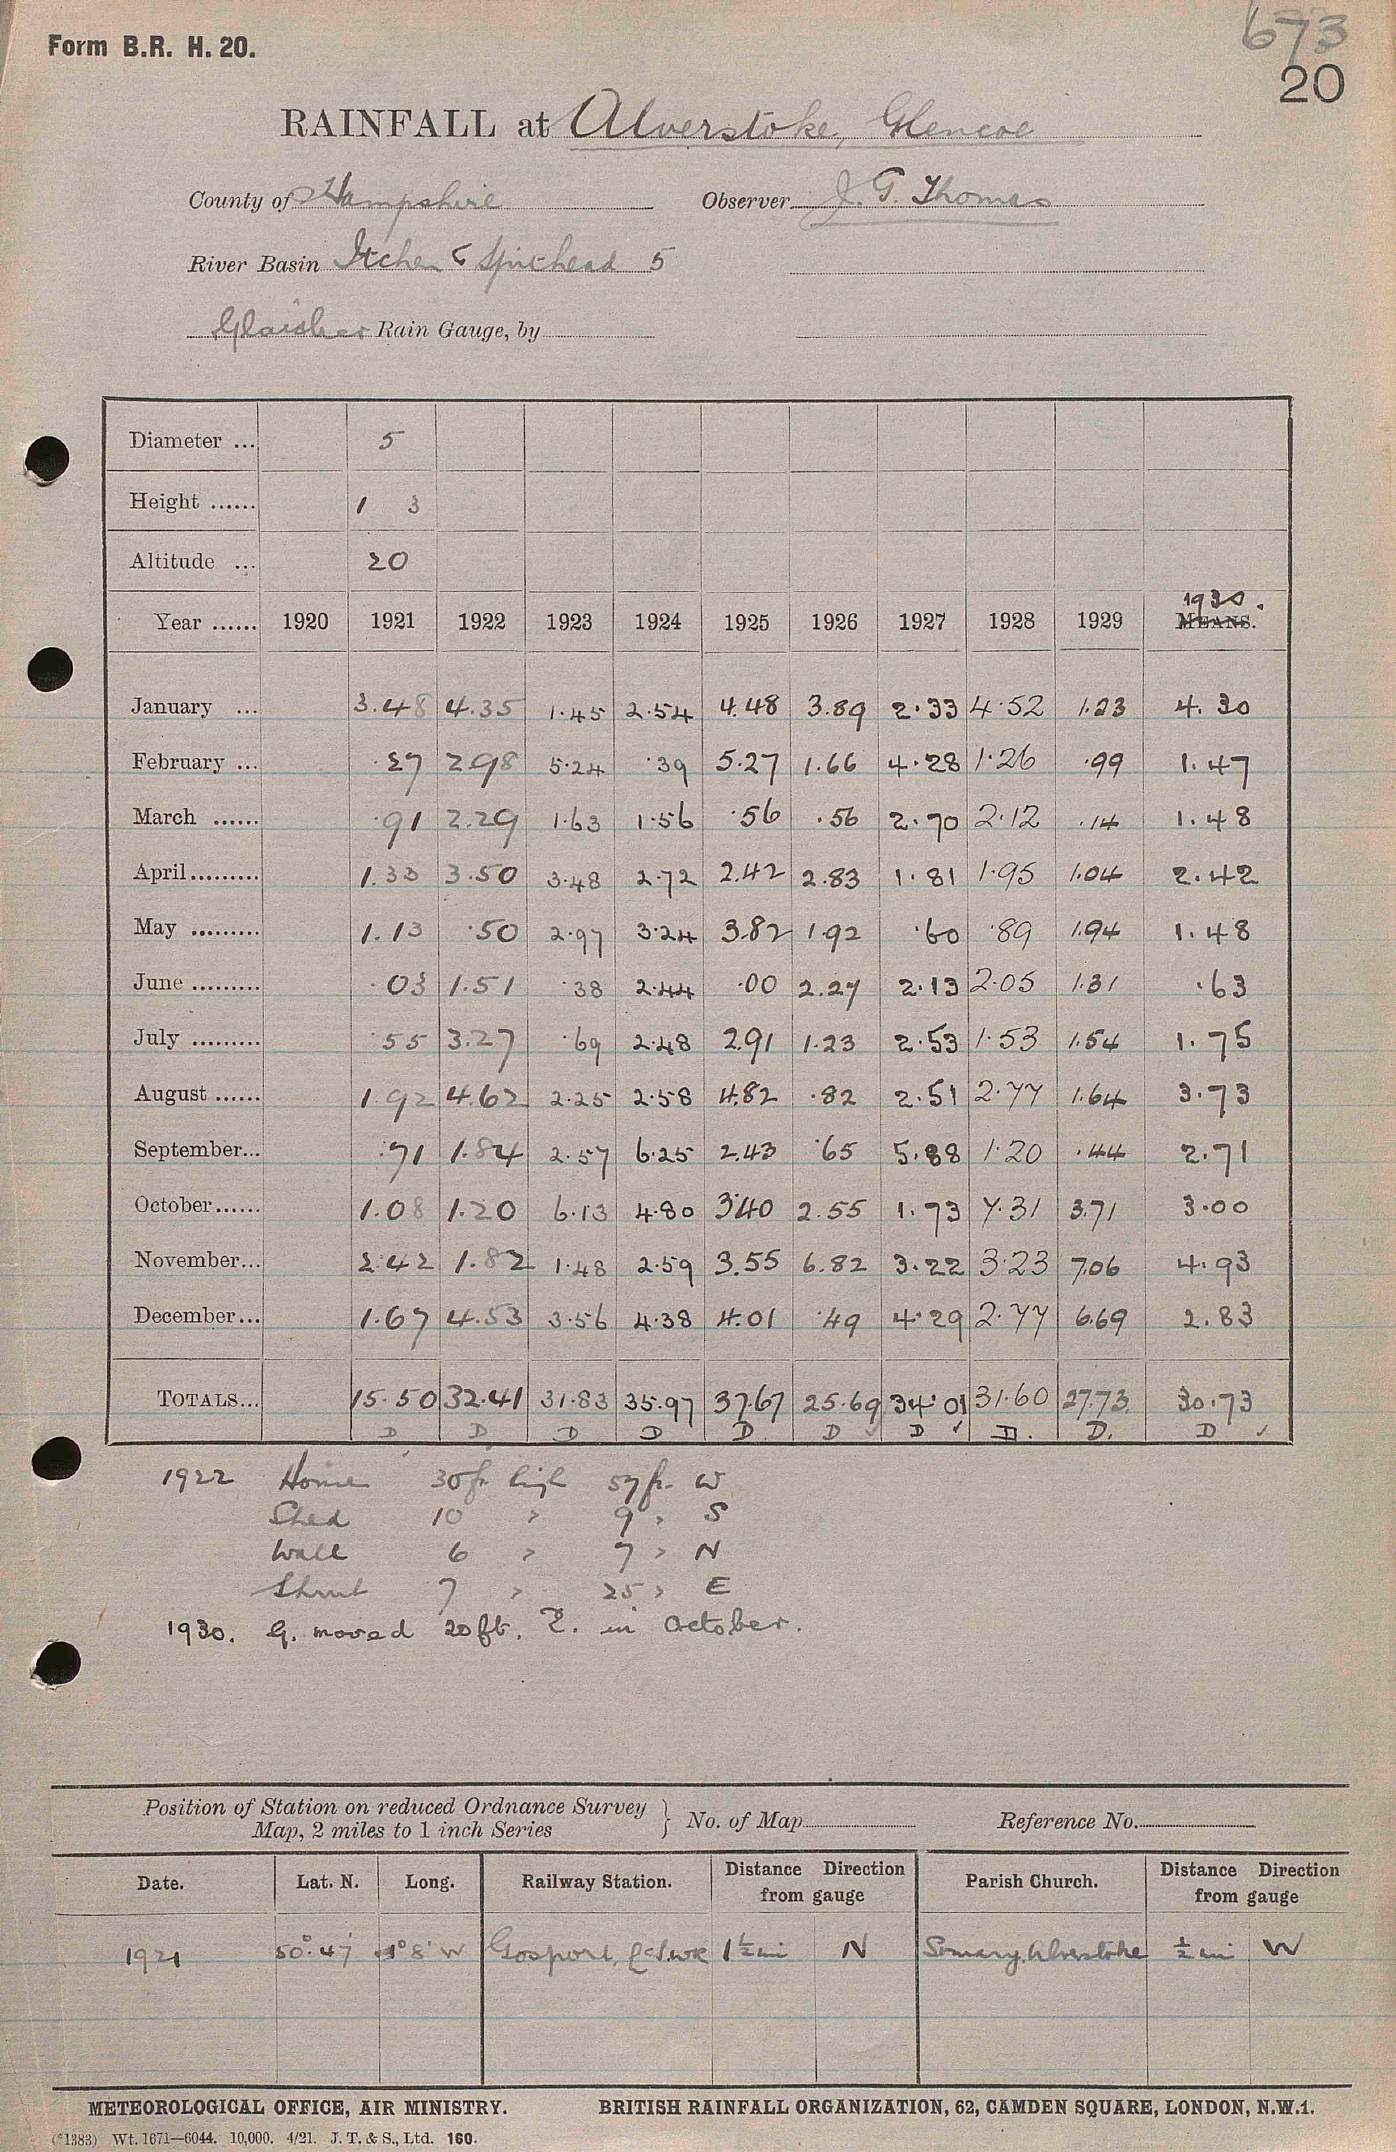 Form B.R. H. 20.
673
20
RAINFALL at Alverstoke, Glencoe
County of Hampshire Observer J. G. Thomas
River Basin Itchen & Spithead 5
Glaisher Rain Gauge, by
Diameter ... 5
Height ...... 1 3
Altitude ... 20
1930.
Year ...... 1920 1921 1922 1923 1924 1925 1926 1927 1928 1929 MEANS.
January ... 3.48 4.35 1.45 2.54 4.48 3.89 2.33 4.52 1.23 4.30
February ... .27 2.98 5.24 .39 5.27 1.66 4.28 1.26 .99 1.47
March ...... .91 2.29 1.63 1.56 .56 .56 2.70 2.12 .14 1.48
April ......... 1.33 3.50 3.48 2.72 2.42 2.83 1.81 1.95 1.04 2.42
May ......... 1.13 .50 2.97 3.24 3.82 1.92 .60 .89 1.94 1.48
June ......... .03 1.51 .38 2.44 .00 2.27 2.13 2.05 1.31 .63
July ......... .55 3.27 .69 2.48 2.91 1.23 2.53 1.53 1.54 1.75
August ...... 1.92 4.62 2.25 2.58 4.82 .82 2.51 2.77 1.64 3.73
September... .71 1.84 2.57 6.25 2.43 .65 5.88 1.20 .44 2.71
October...... 1.08 1.20 6.13 4.80 3.40 2.55 1.73 7.31 3.71 3.00
November... 2.42 1.82 1.48 2.59 3.55 6.82 3.22 3.23 7.06 4.93
December... 1.67 4.53 3.56 4.38 4.01 .49 4.29 2.77 6.69 2.83
TOTALS... 15.50 32.41 31.83 35.97 37.67 25.69 34.01 31.60 27.73 30.73
D D D D D D ✓ D ✓ D. D. D ✓
1922 House 30 ft. high 57 ft. W
Shed 10 " 9 " S
Wall 6 " 7 " N
Shrub 7 " 25 " E
1930. G. moved 20 ft. E. in October.
Position of Station on reduced Ordnance Survey
Map, 2 miles to 1 inch Series } No. of Map Reference No.
Date. Lat. N. Long. Railway Station. Distance Direction from gauge Parish Church. Distance Direction from gauge
1921 50° 47' 1° 8' W Gosport, L&SWR 1½ mi N St Mary, Alverstoke ½ mi W
METEOROLOGICAL OFFICE, AIR MINISTRY. BRITISH RAINFALL ORGANIZATION, 62, CAMDEN SQUARE, LONDON, N.W.1.
(*1383) Wt. 1671—6044. 10,000. 4/21. J. T. & S., Ltd. 160.